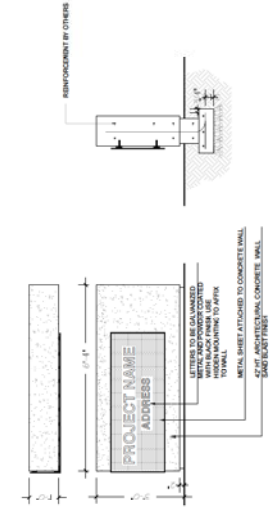 REINFORCEMENT BY OTHERS
PROJECT NAME
ADDRESS
LETTERS TO BE GALVANIZED
METAL AND POWDER COATED
WITH BLACK FINISH. USE
HIDDEN MOUNTING TO AFFIX
TO WALL
METAL SHEET ATTACHED TO CONCRETE WALL
42" HT. ARCHITECTURAL CONCRETE WALL
SAND BLAST FINISH